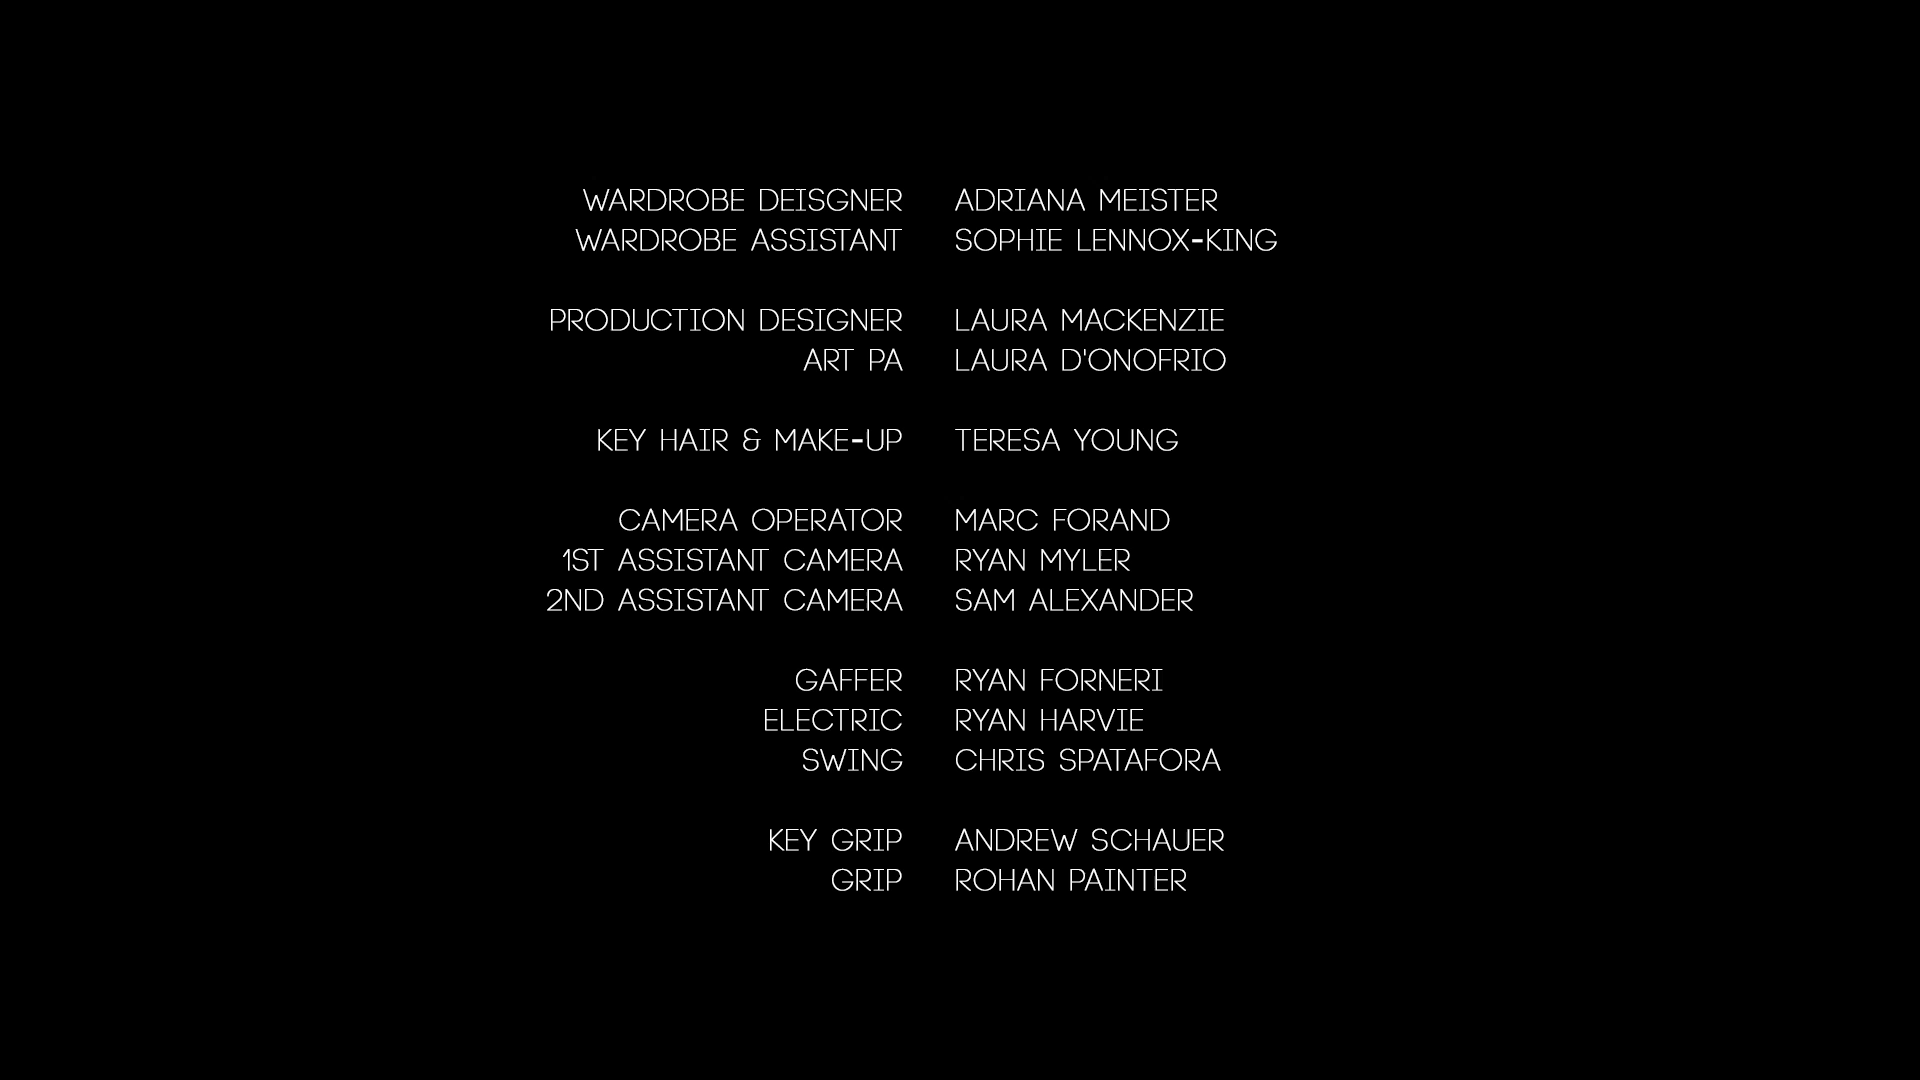 WARDROBE DEISGNER ADRIANA MEISTER
WARDROBE ASSISTANT SOPHIE LENNOX-KING
PRODUCTION DESIGNER LAURA MACKENZIE
ART PA LAURA D'ONOFRIO
KEY HAIR & MAKE-UP TERESA YOUNG
CAMERA OPERATOR MARC FORAND
1ST ASSISTANT CAMERA RYAN MYLER
2ND ASSISTANT CAMERA SAM ALEXANDER
GAFFER RYAN FORNERI
ELECTRIC RYAN HARVIE
SWING CHRIS SPATAFORA
KEY GRIP ANDREW SCHAUER
GRIP ROHAN PAINTER